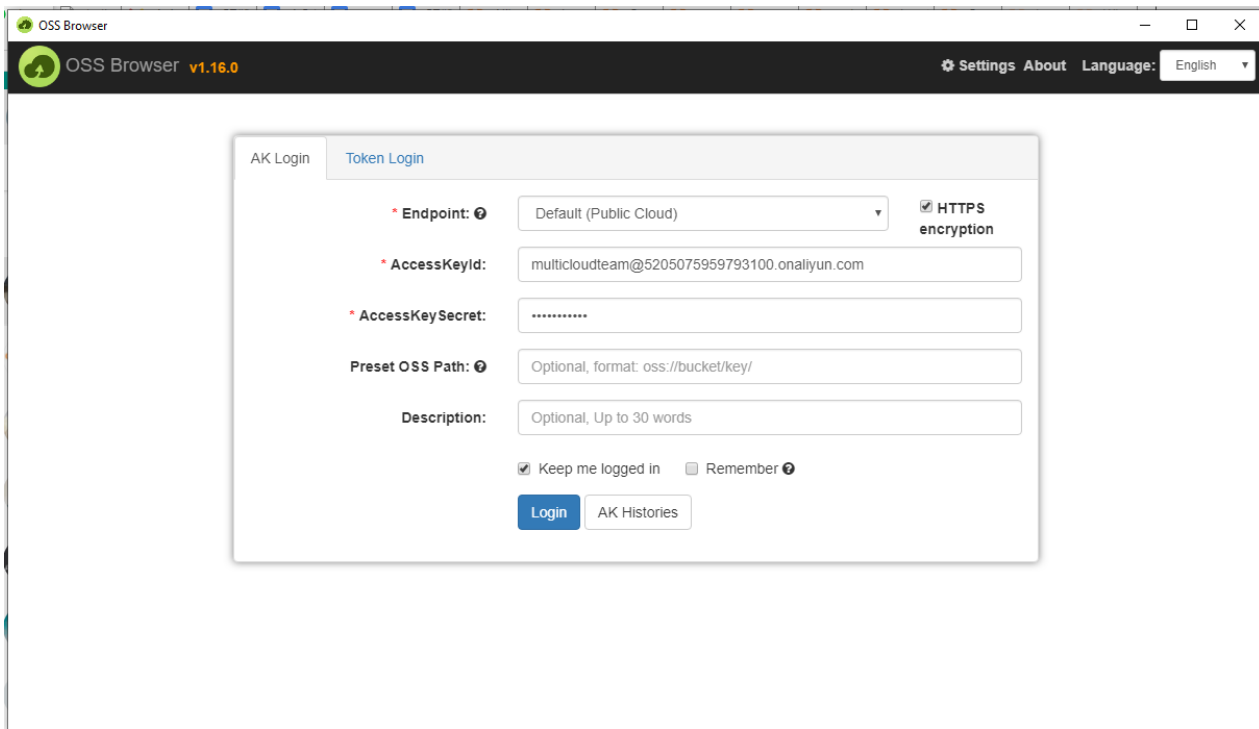 OSS Browser
OSS Browser v1.16.0 Settings About Language: English
AK Login Token Login
* Endpoint: Default (Public Cloud) HTTPS encryption
* AccessKeyId: multicloudteam@5205075959793100.onaliyun.com
* AccessKeySecret: •••••••••••
Preset OSS Path: Optional, format: oss://bucket/key/
Description: Optional, Up to 30 words
Keep me logged in Remember
Login AK Histories